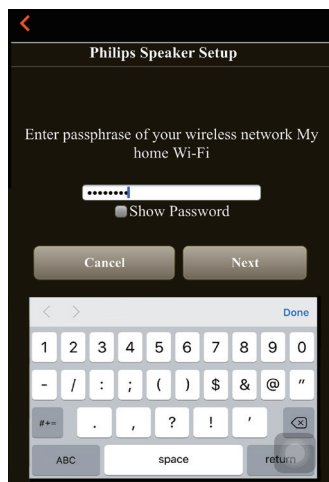 Philips Speaker Setup
Enter passphrase of your wireless network My
home Wi-Fi
••••••••
Show Password
Cancel Next
Done
1 2 3 4 5 6 7 8 9 0
- / : ; ( ) $ & @ "
#+= . , ? ! '
ABC space return